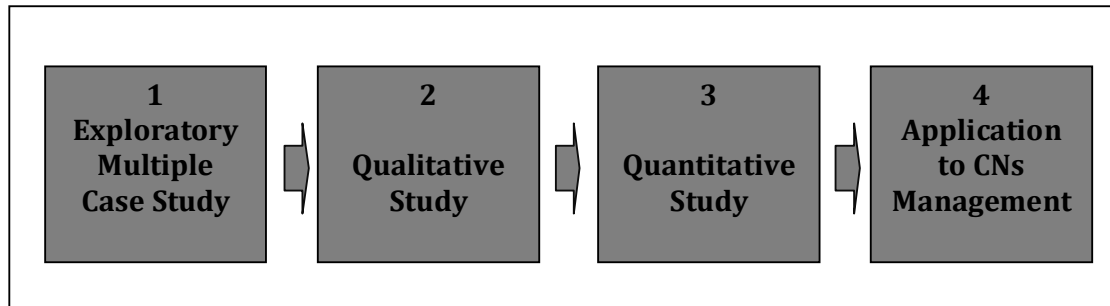 1
Exploratory
Multiple
Case Study
2
Qualitative
Study
3
Quantitative
Study
4
Application
to CNs
Management